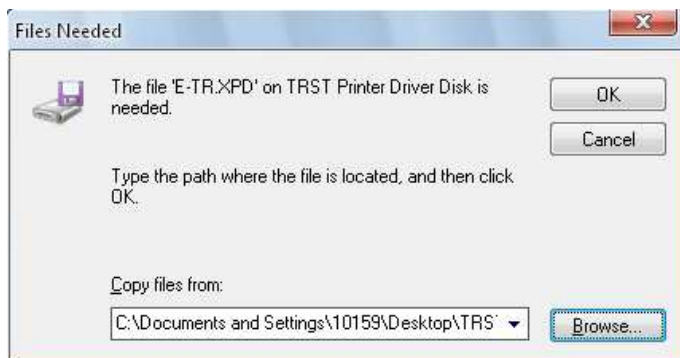 Files Needed
The file 'E-TR.XPD' on TRST Printer Driver Disk is
needed.
OK
Cancel
Type the path where the file is located, and then click
OK.
Copy files from:
C:\Documents and Settings\10159\Desktop\TRS
Browse...